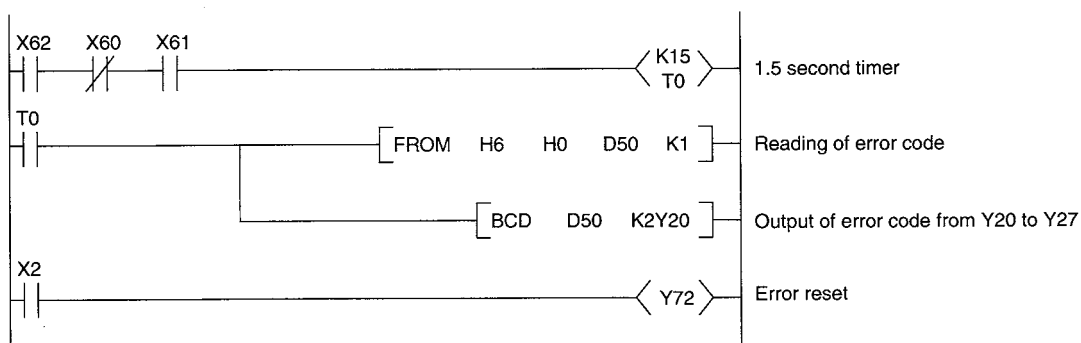 X62 X60 X61
K15
T0
1.5 second timer
T0
FROM H6 H0 D50 K1
Reading of error code
BCD D50 K2Y20
Output of error code from Y20 to Y27
X2
Y72
Error reset